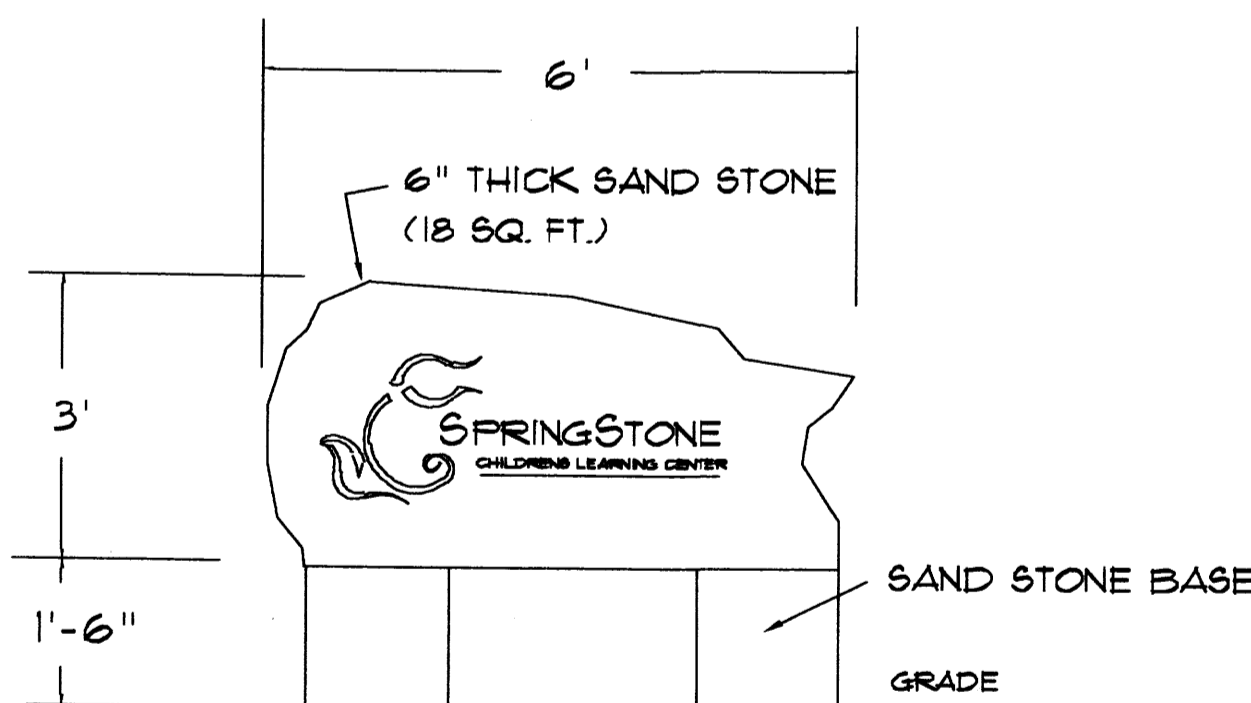 6'
6" THICK SAND STONE
(18 SQ. FT.)
3'
SPRINGSTONE
CHILDRENS LEARNING CENTER
SAND STONE BASE
1'-6"
GRADE